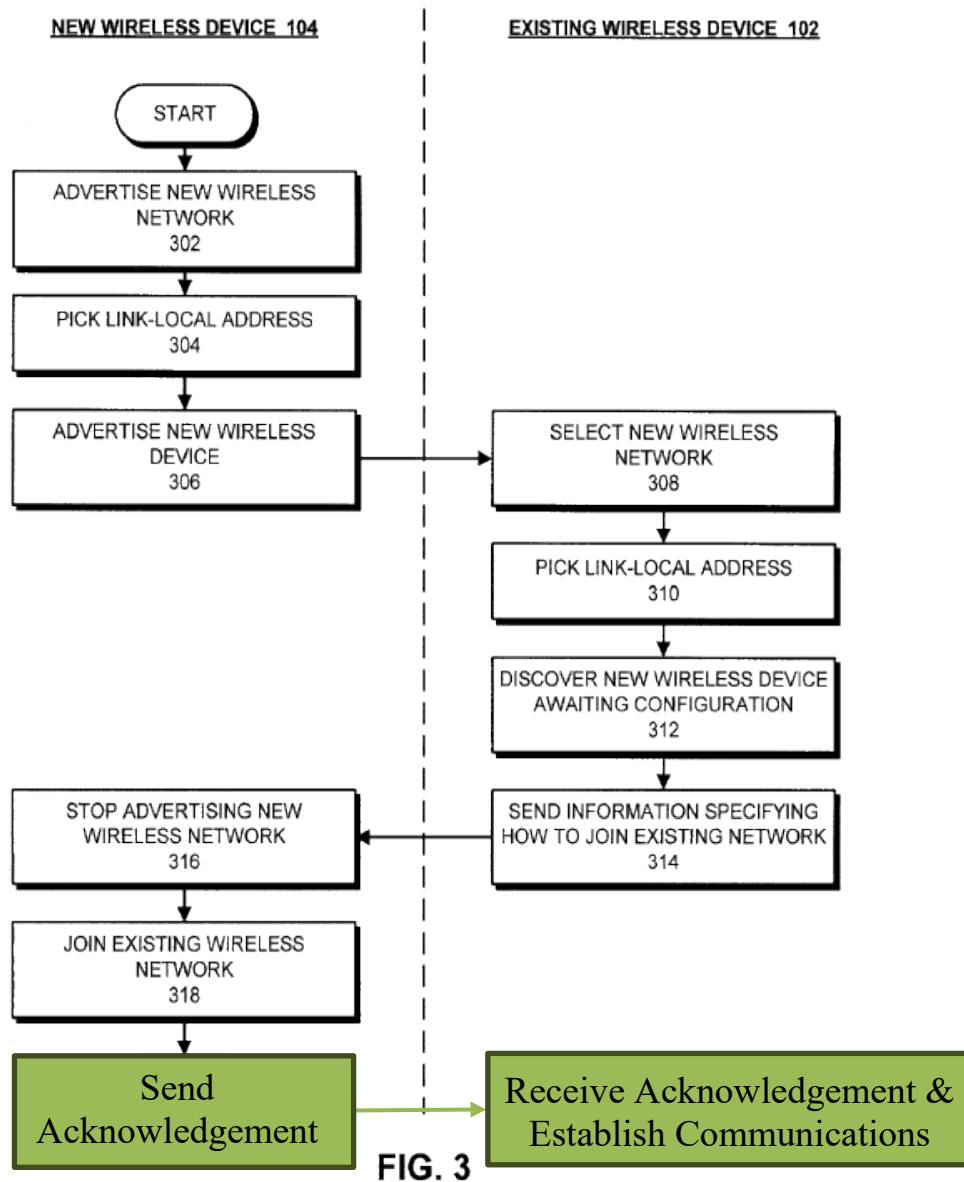 NEW WIRELESS DEVICE 104
EXISTING WIRELESS DEVICE 102
START
ADVERTISE NEW WIRELESS
NETWORK
302
PICK LINK-LOCAL ADDRESS
304
ADVERTISE NEW WIRELESS
DEVICE
306
SELECT NEW WIRELESS
NETWORK
308
PICK LINK-LOCAL ADDRESS
310
DISCOVER NEW WIRELESS DEVICE
AWAITING CONFIGURATION
312
SEND INFORMATION SPECIFYING
HOW TO JOIN EXISTING NETWORK
314
STOP ADVERTISING NEW
WIRELESS NETWORK
316
JOIN EXISTING WIRELESS
NETWORK
318
Send
Acknowledgement
Receive Acknowledgement &
Establish Communications
FIG. 3